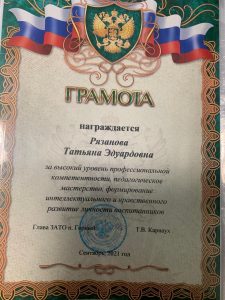 ГРАМОТА
награждается
Рязанова
Татьяна Эдуардовна
за высокий уровень профессиональной
компетентности, педагогическое
мастерство, формирование
интеллектуального и нравственного
развития личности воспитанников
Глава ЗАТО п. Горный
Т.В. Карнаух
Сентябрь, 2021 год